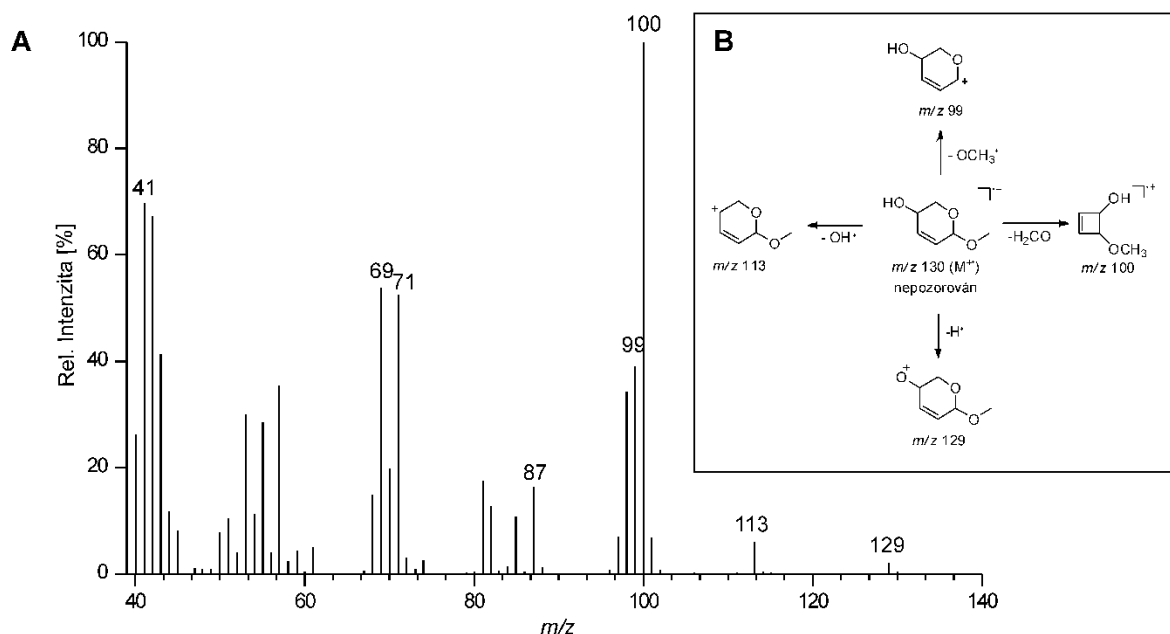 A
Rel. Intenzita [%]
100
80
60
40
20
0
40
60
80
100
120
140
m/z
41
69
71
87
99
100
113
129
B
HO
O
+
m/z 99
- OCH₃•
+
O
O
m/z 113
- OH•
HO
O
O
m/z 130 (M⁺•)
nepozorován
-H₂CO
OH
•+
O
CH₃
m/z 100
-H•
O⁺
O
O
m/z 129